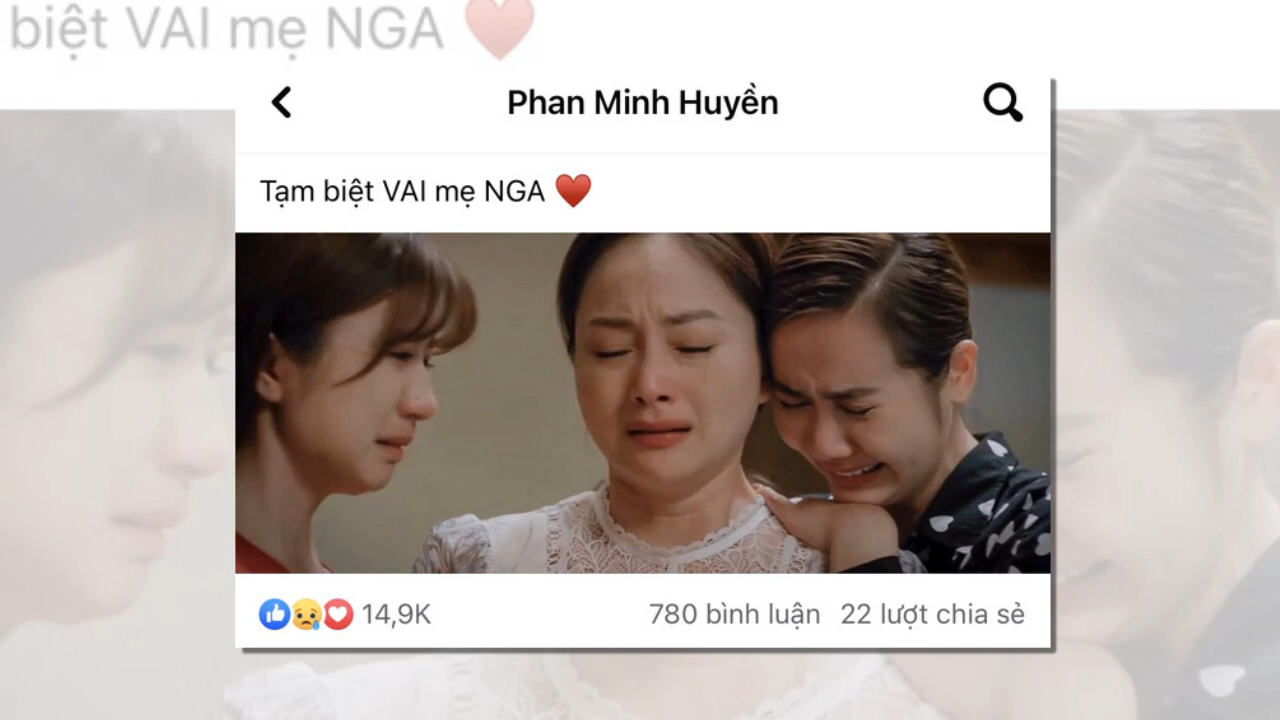 biệt VAI mẹ NGA ❤️
Phan Minh Huyền
Tạm biệt VAI mẹ NGA ♥️
14,9K
780 bình luận 22 lượt chia sẻ